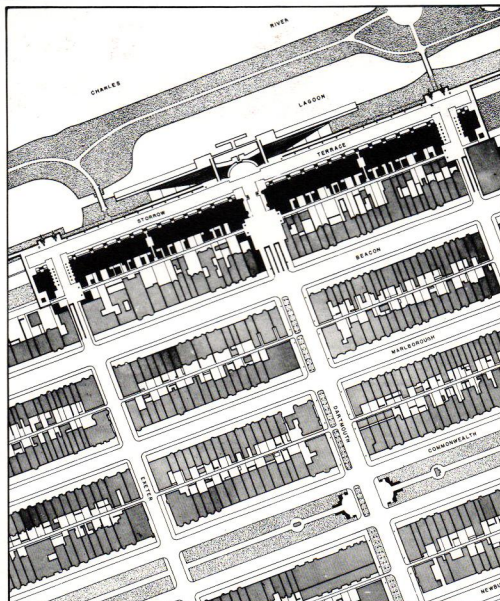 RIVER
CHARLES
LAGOON
TERRACE
STORROW
BEACON
MARLBOROUGH
DARTMOUTH
COMMONWEALTH
EXETER
NEWBU